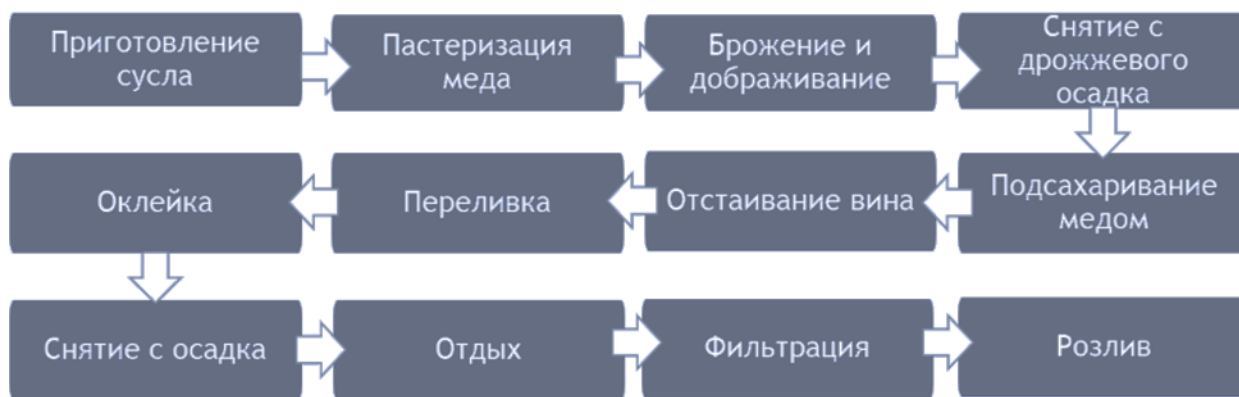 Приготовление
сусла
Пастеризация
меда
Брожение и
дображивание
Снятие с
дрожжевого
осадка
Подсахаривание
медом
Отстаивание вина
Переливка
Оклейка
Снятие с осадка
Отдых
Фильтрация
Розлив